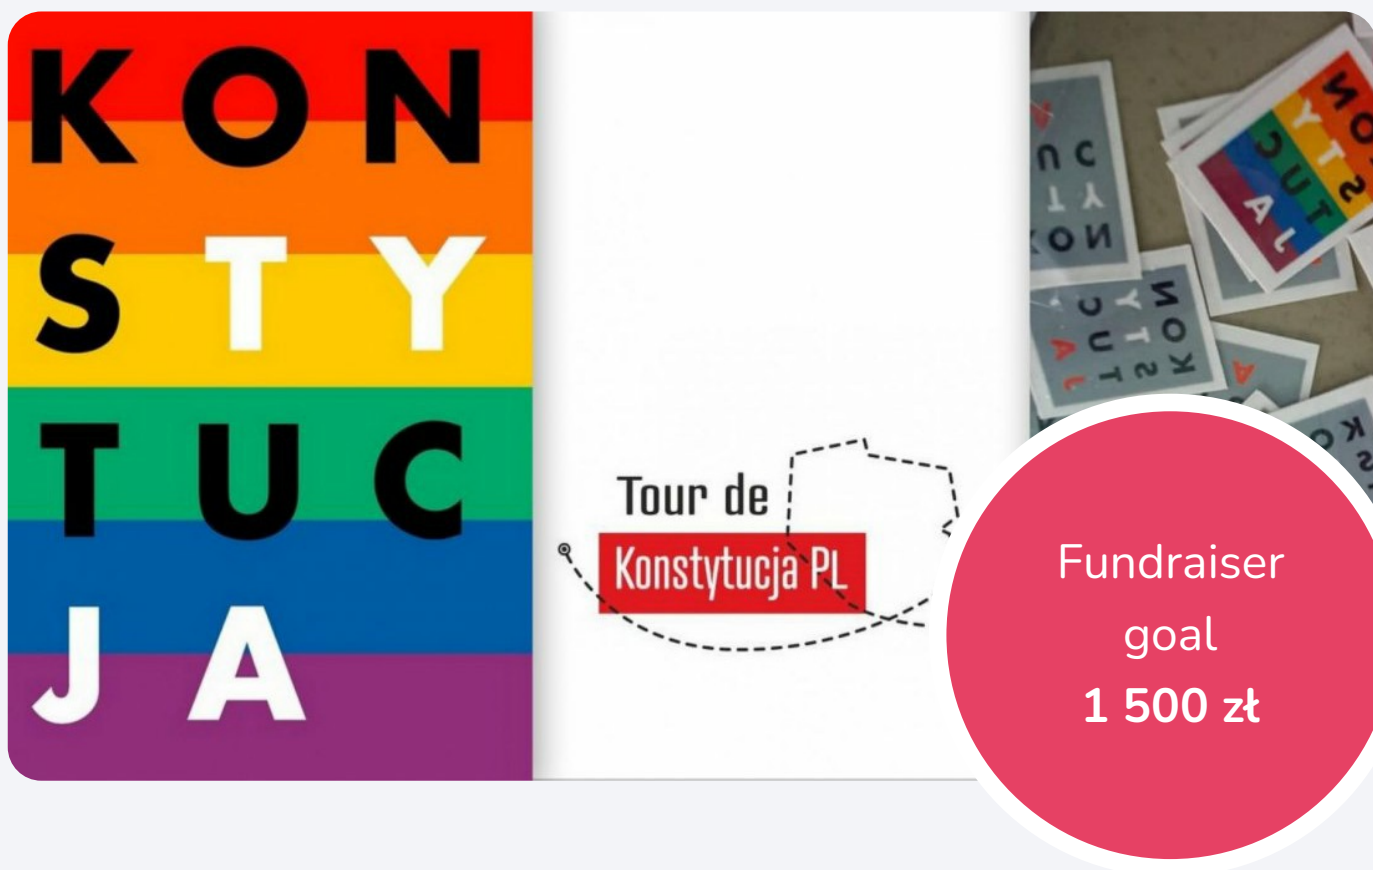 KON
STY
TUC
JA
Tour de
Konstytucja PL
Fundraiser
goal
1 500 zł